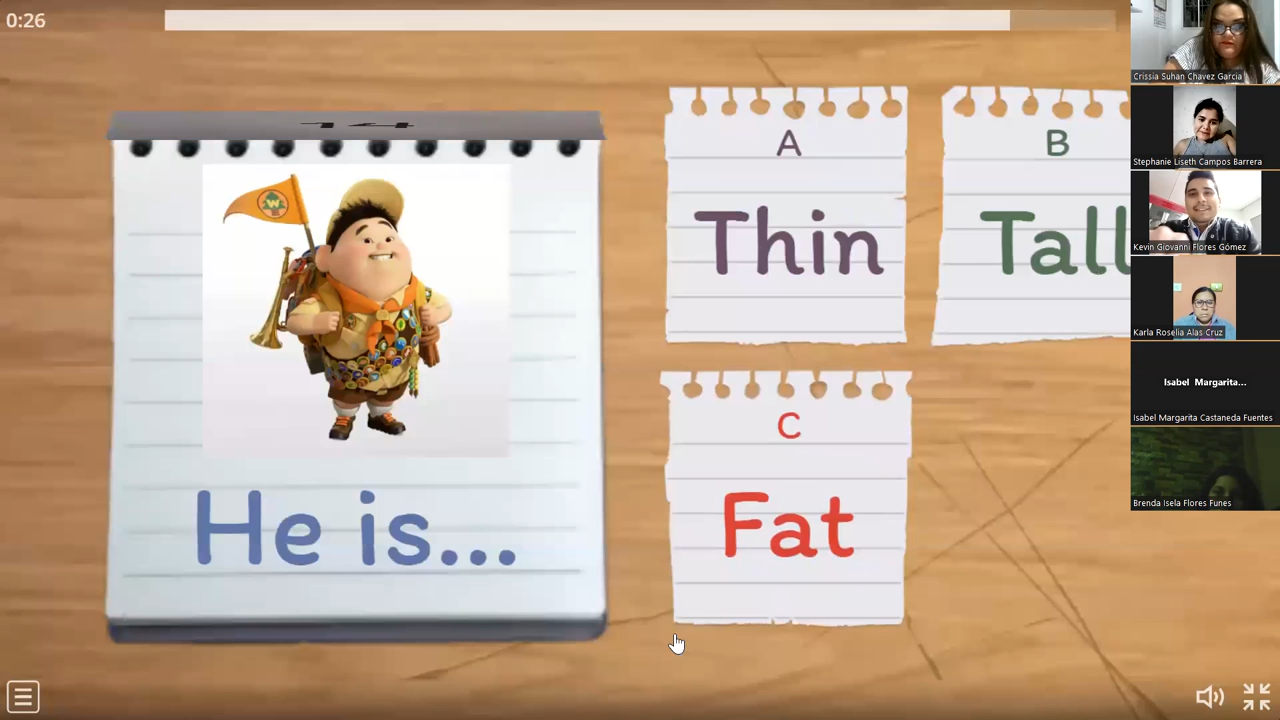 0:26
14
He is...
A
Thin
B
Tall
C
Fat
W
Crissia Suhan Chavez Garcia
Stephanie Liseth Campos Barrera
Kevin Giovanni Flores Gómez
Karla Roselia Alas Cruz
Isabel Margarita...
Isabel Margarita Castaneda Fuentes
Brenda Isela Flores Funes